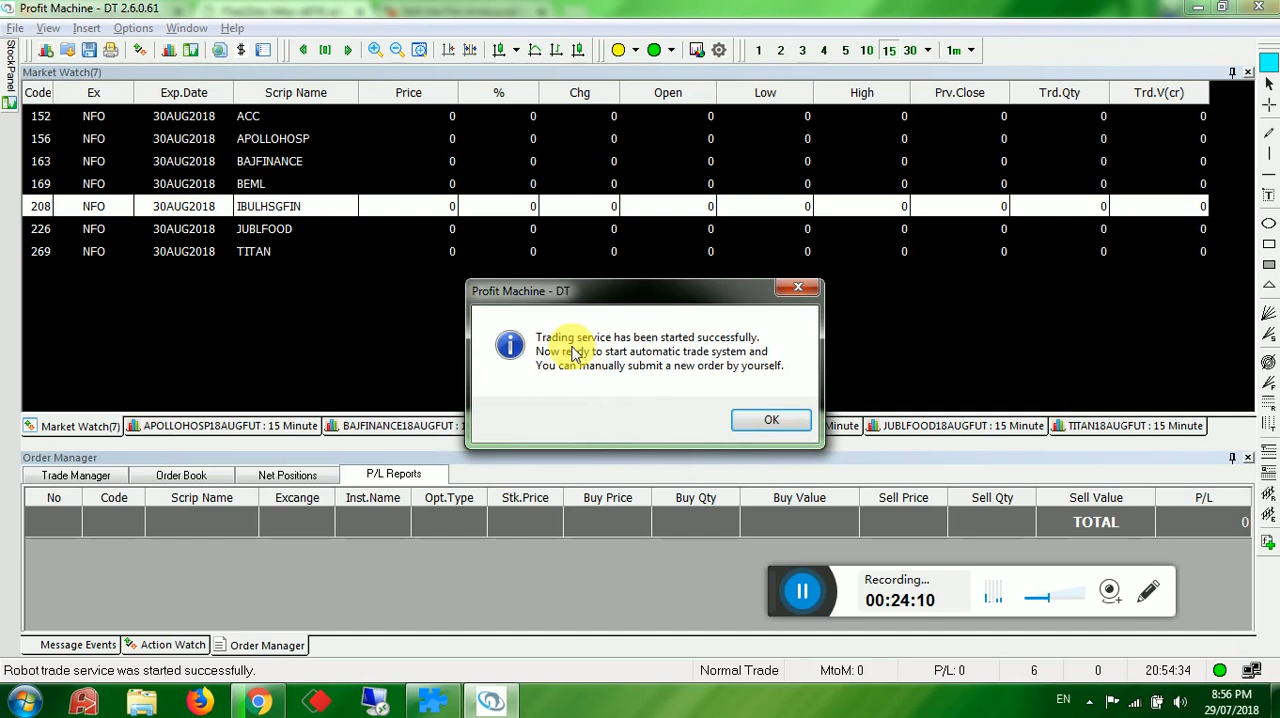 Profit Machine - DT 2.6.0.61
File View Insert Options Window Help
1 2 3 4 5 10 15 30 1m
StockPanel
Market Watch(7)
Code Ex Exp.Date Scrip Name Price % Chg Open Low High Prv.Close Trd.Qty Trd.V(cr)
152 NFO 30AUG2018 ACC 0 0 0 0 0 0 0 0 0
156 NFO 30AUG2018 APOLLOHOSP 0 0 0 0 0 0 0 0 0
163 NFO 30AUG2018 BAJFINANCE 0 0 0 0 0 0 0 0 0
169 NFO 30AUG2018 BEML 0 0 0 0 0 0 0 0 0
208 NFO 30AUG2018 IBULHSGFIN 0 0 0 0 0 0 0 0 0
226 NFO 30AUG2018 JUBLFOOD 0 0 0 0 0 0 0 0 0
269 NFO 30AUG2018 TITAN 0 0 0 0 0 0 0 0 0
Profit Machine - DT
Trading service has been started successfully.
Now ready to start automatic trade system and
You can manually submit a new order by yourself.
OK
Market Watch(7) APOLLOHOSP18AUGFUT : 15 Minute BAJFINANCE18AUGFUT : Minute JUBLFOOD18AUGFUT : 15 Minute TITAN18AUGFUT : 15 Minute
Order Manager
Trade Manager Order Book Net Positions P/L Reports
No Code Scrip Name Excange Inst.Name Opt.Type Stk.Price Buy Price Buy Qty Buy Value Sell Price Sell Qty Sell Value P/L
TOTAL 0
Recording...
00:24:10
Message Events Action Watch Order Manager
Robot trade service was started successfully. Normal Trade MtoM: 0 P/L: 0 6 0 20:54:34
EN 8:56 PM
29/07/2018